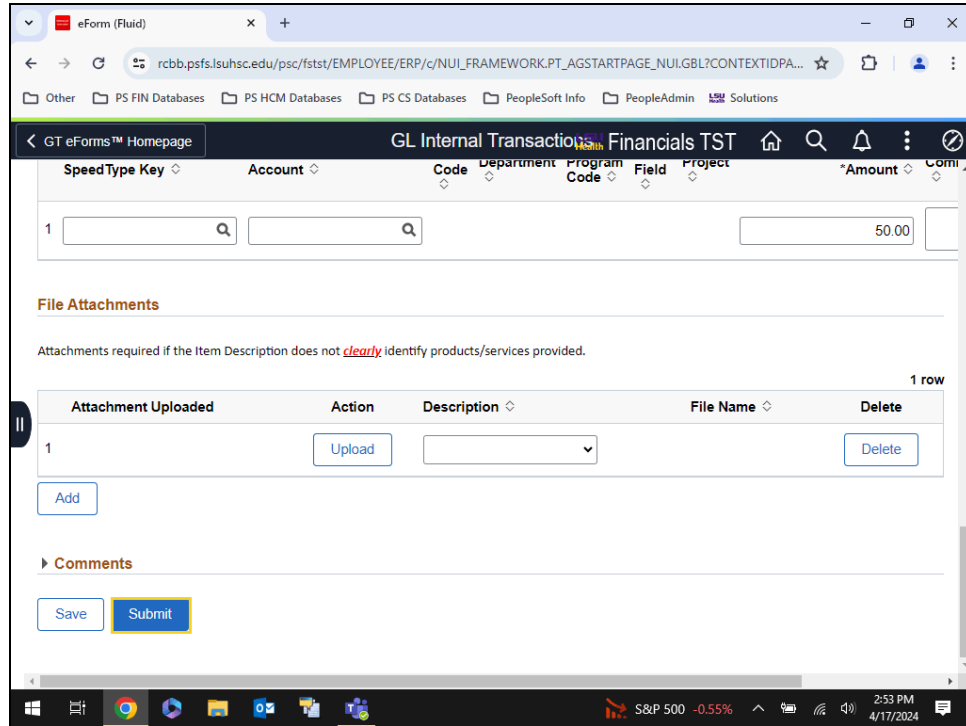 eForm (Fluid)
rcbb.psfs.lsuhsc.edu/psc/fstst/EMPLOYEE/ERP/c/NUI_FRAMEWORK.PT_AGSTARTPAGE_NUI.GBL?CONTEXTIDPA...
Other PS FIN Databases PS HCM Databases PS CS Databases PeopleSoft Info PeopleAdmin LSU Solutions
GT eForms™ Homepage GL Internal Transactions Health Financials TST
SpeedType Key Account Code Department Program Code Field Project *Amount
1 50.00
File Attachments
Attachments required if the Item Description does not clearly identify products/services provided.
1 row
Attachment Uploaded Action Description File Name Delete
1 Upload Delete
Add
Comments
Save Submit
S&P 500 -0.55% 2:53 PM
4/17/2024